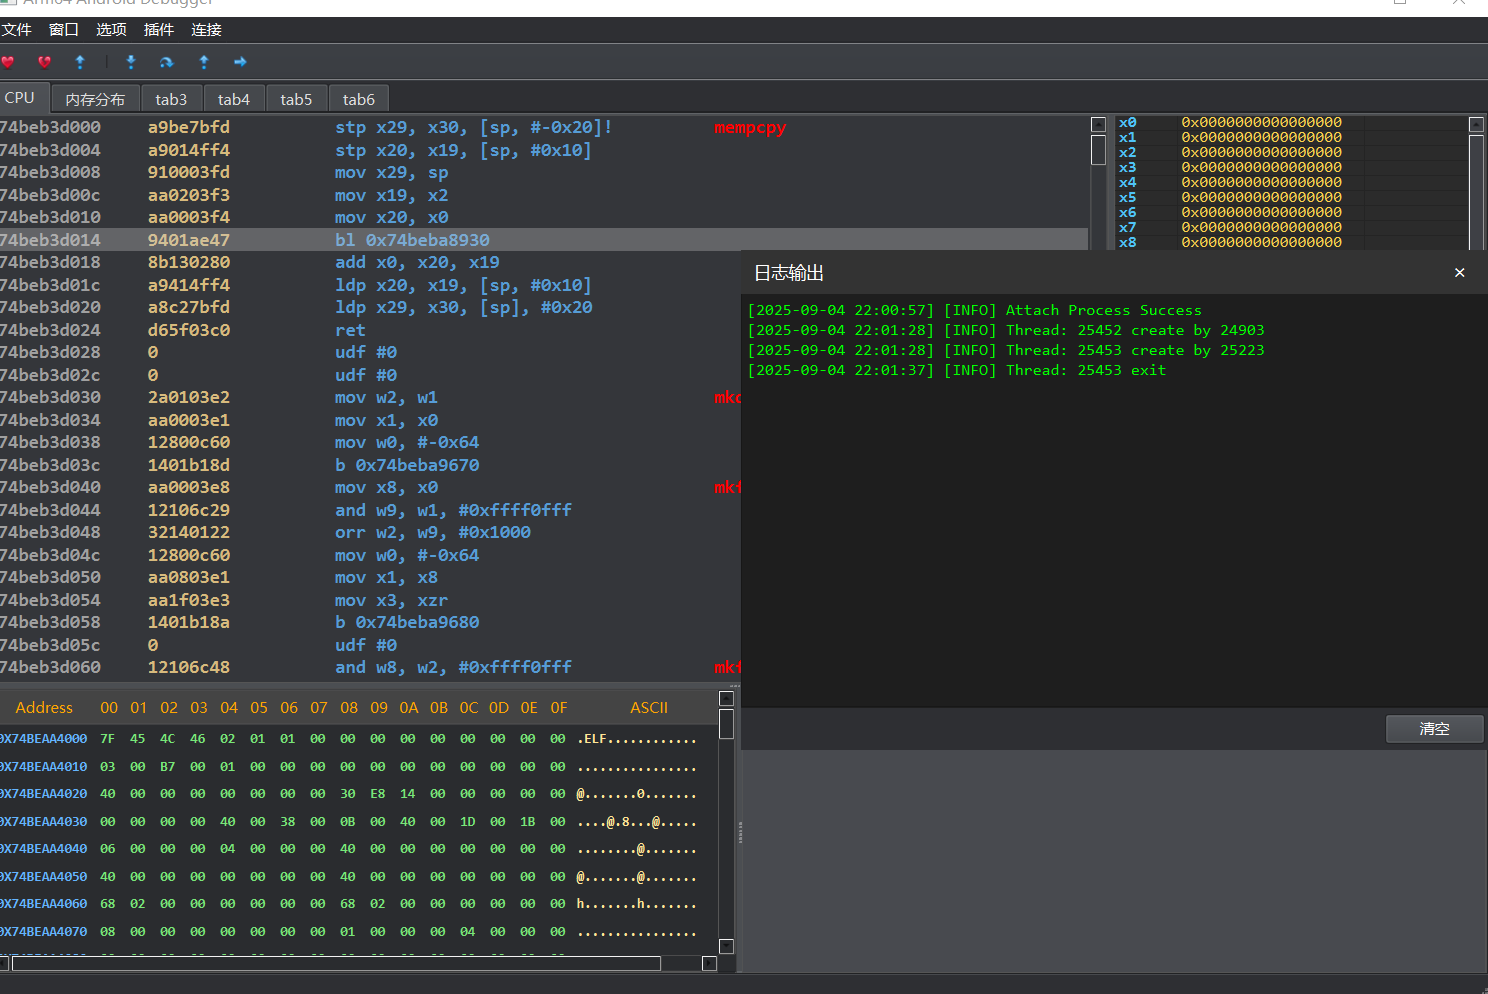 Arm64 Android Debugger
文件 窗口 选项 插件 连接
CPU 内存分布 tab3 tab4 tab5 tab6
74beb3d000 a9be7bfd stp x29, x30, [sp, #-0x20]! mempcpy
74beb3d004 a9014ff4 stp x20, x19, [sp, #0x10]
74beb3d008 910003fd mov x29, sp
74beb3d00c aa0203f3 mov x19, x2
74beb3d010 aa0003f4 mov x20, x0
74beb3d014 9401ae47 bl 0x74beba8930
74beb3d018 8b130280 add x0, x20, x19
74beb3d01c a9414ff4 ldp x20, x19, [sp, #0x10]
74beb3d020 a8c27bfd ldp x29, x30, [sp], #0x20
74beb3d024 d65f03c0 ret
74beb3d028 0 udf #0
74beb3d02c 0 udf #0
74beb3d030 2a0103e2 mov w2, w1
74beb3d034 aa0003e1 mov x1, x0
74beb3d038 12800c60 mov w0, #-0x64
74beb3d03c 1401b18d b 0x74beba9670
74beb3d040 aa0003e8 mov x8, x0 mkf
74beb3d044 12106c29 and w9, w1, #0xffff0fff
74beb3d048 32140122 orr w2, w9, #0x1000
74beb3d04c 12800c60 mov w0, #-0x64
74beb3d050 aa0803e1 mov x1, x8
74beb3d054 aa1f03e3 mov x3, xzr
74beb3d058 1401b18a b 0x74beba9680
74beb3d05c 0 udf #0
74beb3d060 12106c48 and w8, w2, #0xffff0fff mkf
x0 0x0000000000000000
x1 0x0000000000000000
x2 0x0000000000000000
x3 0x0000000000000000
x4 0x0000000000000000
x5 0x0000000000000000
x6 0x0000000000000000
x7 0x0000000000000000
x8 0x0000000000000000
日志输出 ×
[2025-09-04 22:00:57] [INFO] Attach Process Success
[2025-09-04 22:01:28] [INFO] Thread: 25452 create by 24903
[2025-09-04 22:01:28] [INFO] Thread: 25453 create by 25223
[2025-09-04 22:01:37] [INFO] Thread: 25453 exit
清空
Address 00 01 02 03 04 05 06 07 08 09 0A 0B 0C 0D 0E 0F ASCII
0X74BEAA4000 7F 45 4C 46 02 01 01 00 00 00 00 00 00 00 00 00 .ELF............
0X74BEAA4010 03 00 B7 00 01 00 00 00 00 00 00 00 00 00 00 00 ................
0X74BEAA4020 40 00 00 00 00 00 00 00 30 E8 14 00 00 00 00 00 @.......0.......
0X74BEAA4030 00 00 00 00 40 00 38 00 0B 00 40 00 1D 00 1B 00 ....@.8...@.....
0X74BEAA4040 06 00 00 00 04 00 00 00 40 00 00 00 00 00 00 00 ........@.......
0X74BEAA4050 40 00 00 00 00 00 00 00 40 00 00 00 00 00 00 00 @.......@.......
0X74BEAA4060 68 02 00 00 00 00 00 00 68 02 00 00 00 00 00 00 h.......h.......
0X74BEAA4070 08 00 00 00 00 00 00 00 01 00 00 00 04 00 00 00 ................